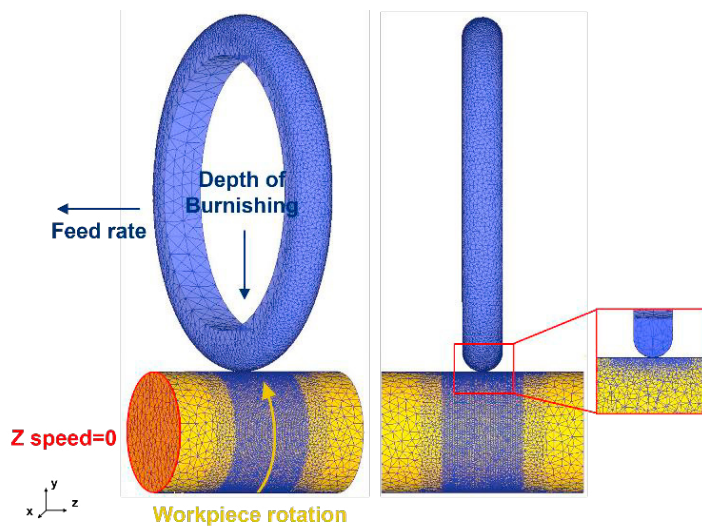 Depth of
Burnishing
Feed rate
Z speed=0
y
x
z
Workpiece rotation